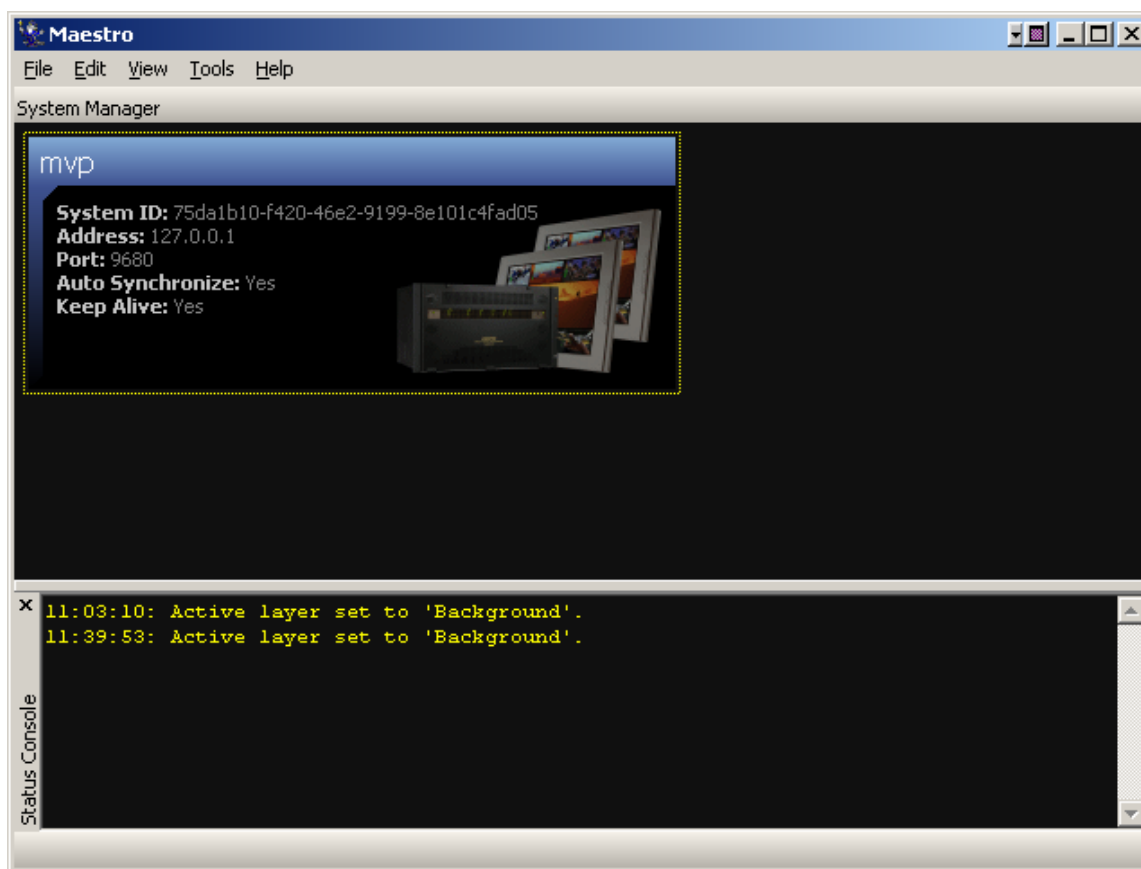 Maestro
File Edit View Tools Help
System Manager
mvp
System ID: 75da1b10-f420-46e2-9199-8e101c4fad05
Address: 127.0.0.1
Port: 9680
Auto Synchronize: Yes
Keep Alive: Yes
11:03:10: Active layer set to 'Background'.
11:39:53: Active layer set to 'Background'.
Status Console